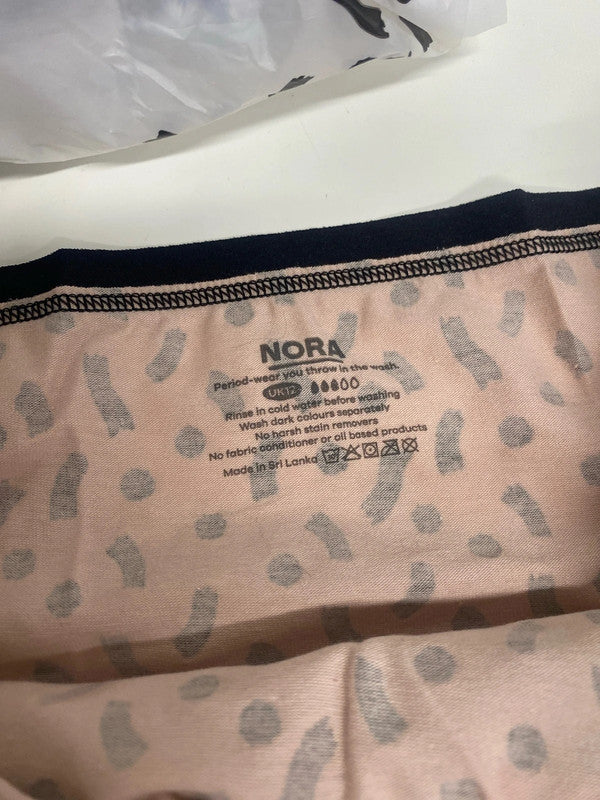 NORA
Period-wear you throw in the wash.
UK12
Rinse in cold water before washing
Wash dark colours separately
No harsh stain removers
No fabric conditioner or oil based products
Made in Sri Lanka